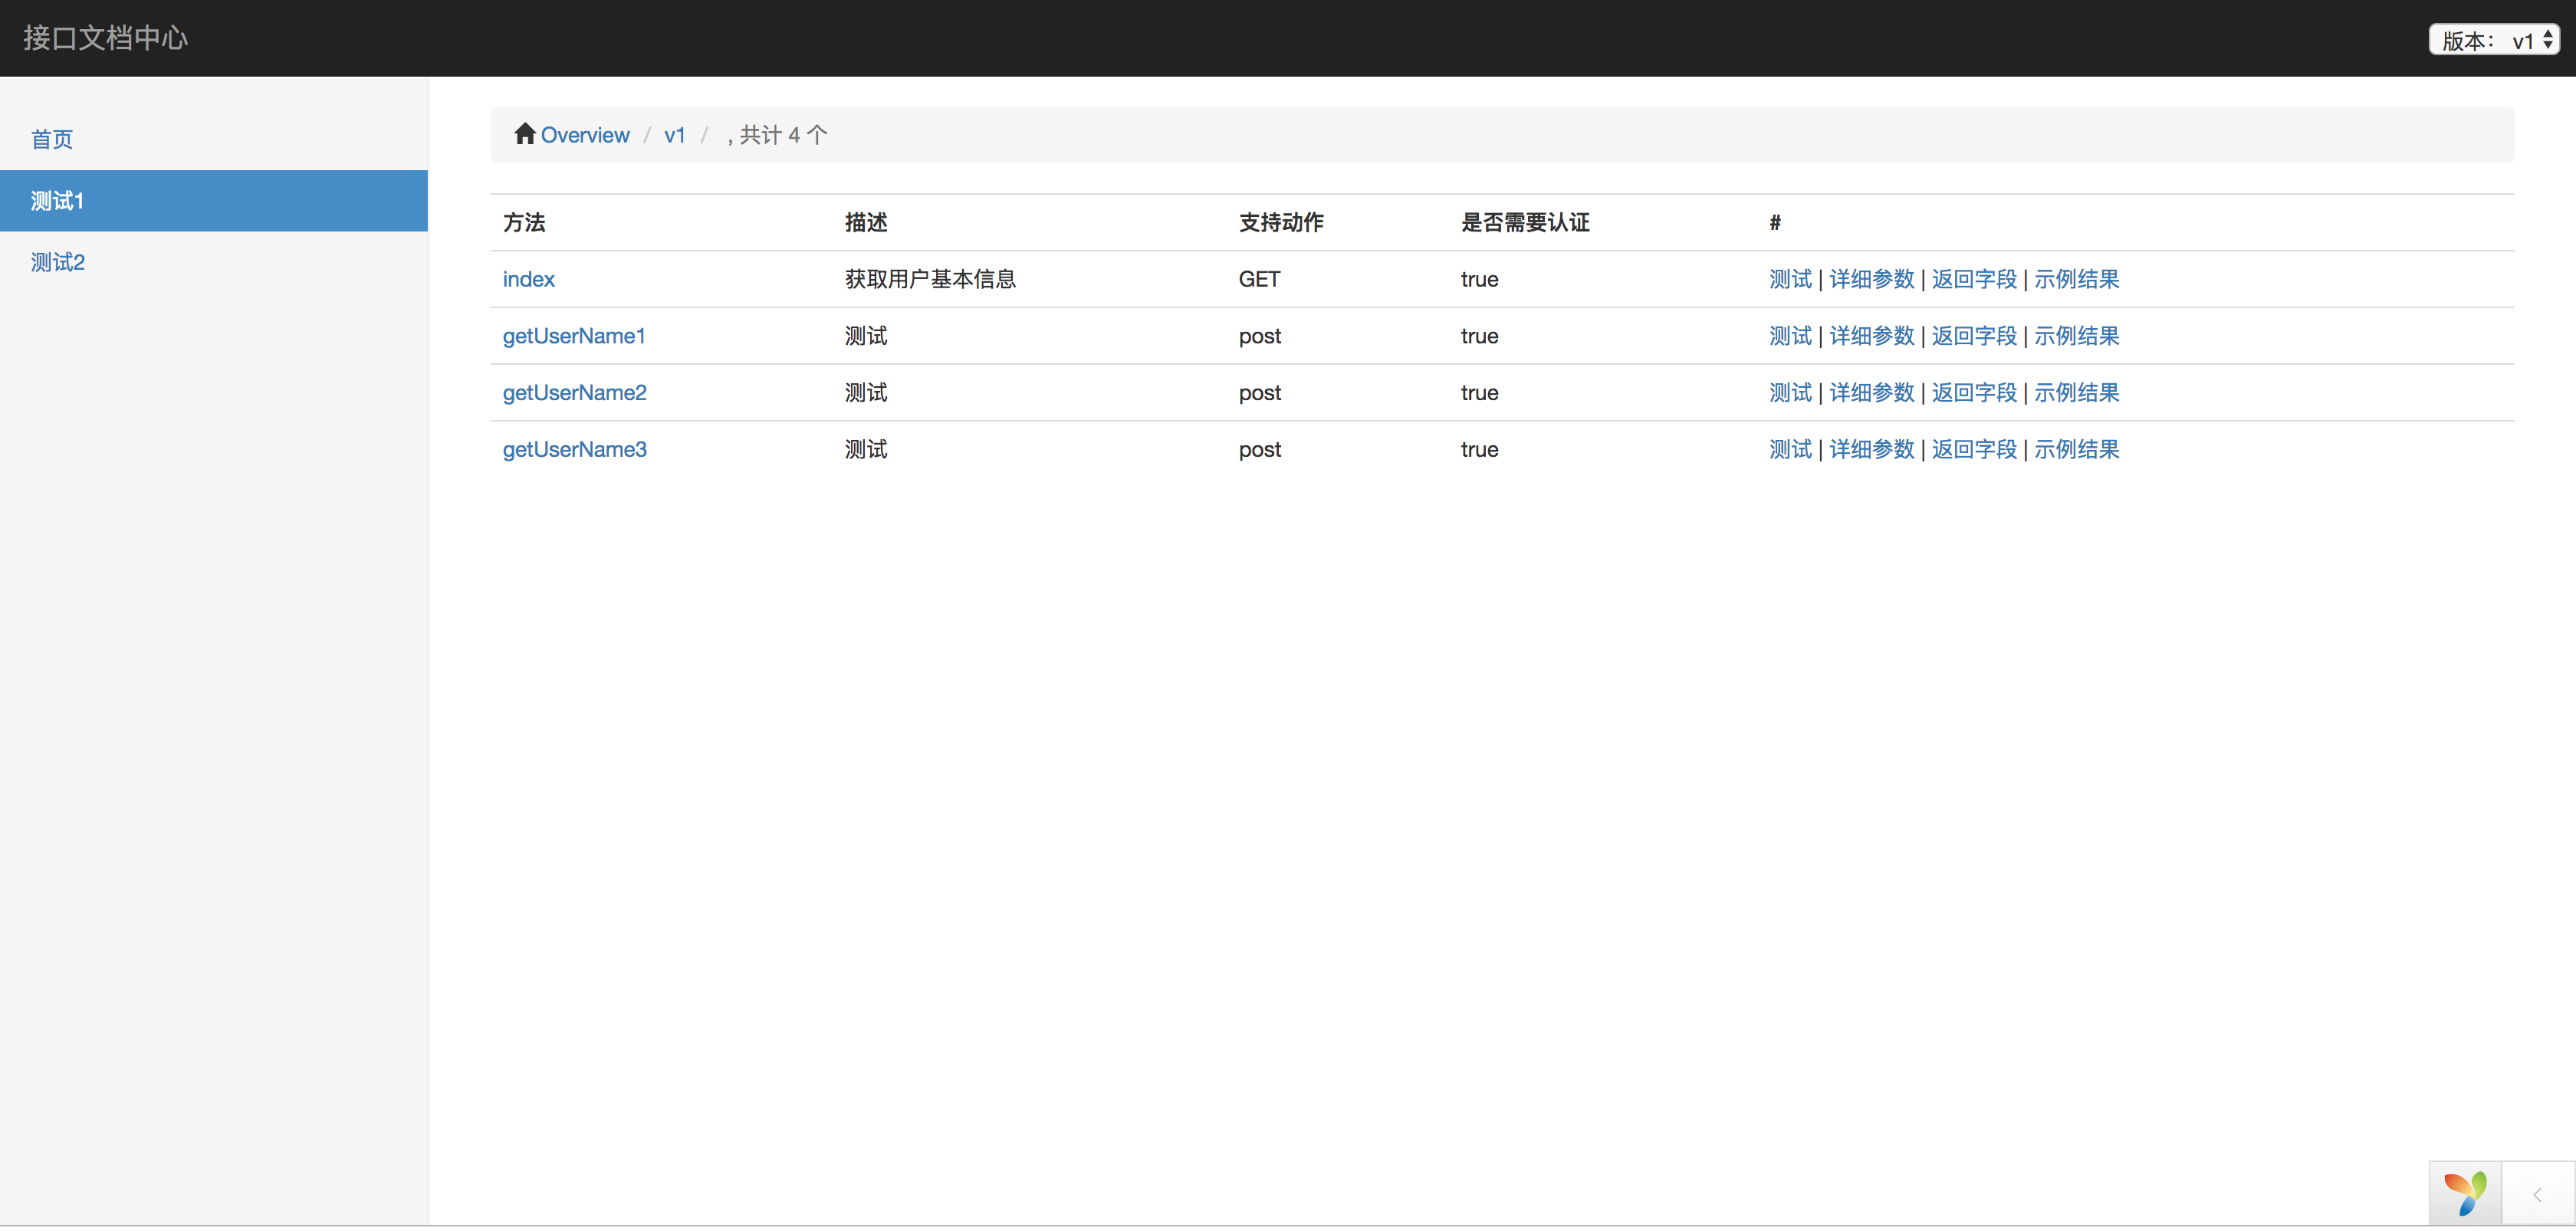 接口文档中心
版本： v1
首页
测试1
测试2
Overview / v1 / , 共计 4 个
方法 描述 支持动作 是否需要认证 #
index 获取用户基本信息 GET true 测试 | 详细参数 | 返回字段 | 示例结果
getUserName1 测试 post true 测试 | 详细参数 | 返回字段 | 示例结果
getUserName2 测试 post true 测试 | 详细参数 | 返回字段 | 示例结果
getUserName3 测试 post true 测试 | 详细参数 | 返回字段 | 示例结果